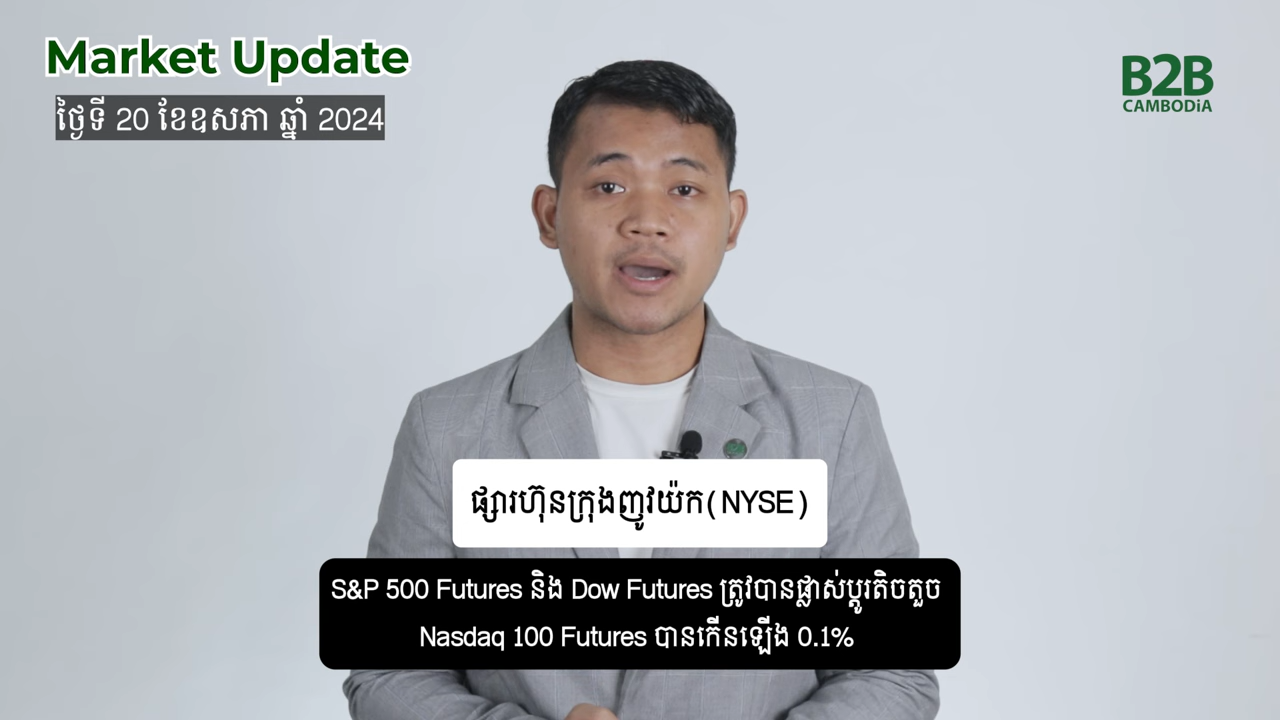 Market Update
ថ្ងៃទី 20 ខែឧសភា ឆ្នាំ 2024
B2B
CAMBODiA
ផ្សារហ៊ុនក្រុងញូវយ៉ក(NYSE)
S&P 500 Futures និង Dow Futures ត្រូវបានផ្លាស់ប្តូរតិចតួច
Nasdaq 100 Futures បានកើនឡើង 0.1%